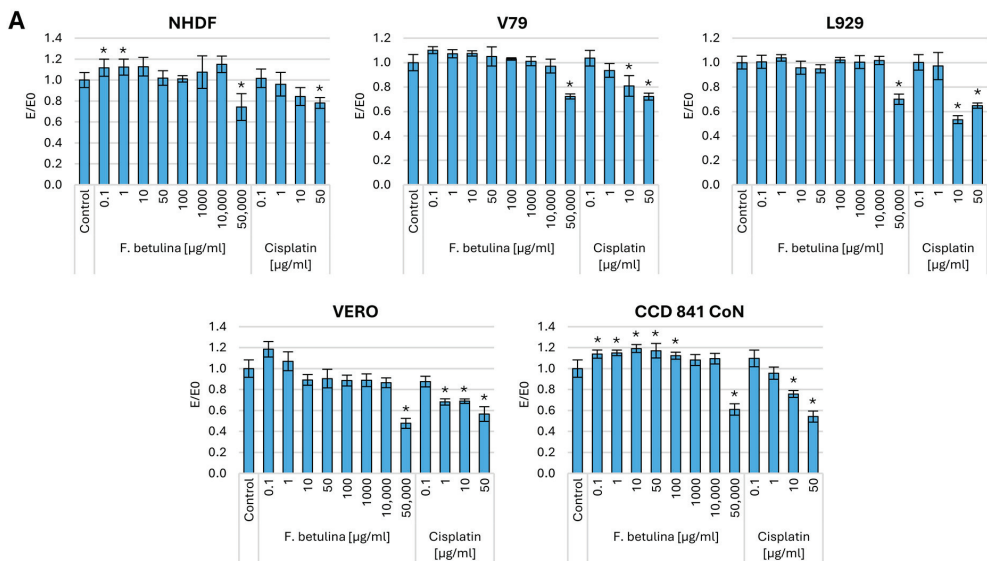 A
NHDF
1.4
1.2
1.0
0.8
0.6
0.4
0.2
0.0
E/E0
* * * *
Control
0.1
1
10
50
100
1000
10,000
50,000
0.1
1
10
50
F. betulina [µg/ml]
Cisplatin
[µg/ml]
V79
1.2
1.0
0.8
0.6
0.4
0.2
0.0
E/E0
* * *
Control
0.1
1
10
50
100
1000
10,000
50,000
0.1
1
10
50
F. betulina [µg/ml]
Cisplatin
[µg/ml]
L929
1.2
1.0
0.8
0.6
0.4
0.2
0.0
E/E0
* * *
Control
0.1
1
10
50
100
1000
10,000
50,000
0.1
1
10
50
F. betulina [µg/ml]
Cisplatin
[µg/ml]
VERO
1.4
1.2
1.0
0.8
0.6
0.4
0.2
0.0
E/E0
* * * *
Control
0.1
1
10
50
100
1000
10,000
50,000
0.1
1
10
50
F. betulina [µg/ml]
Cisplatin
[µg/ml]
CCD 841 CoN
1.4
1.2
1.0
0.8
0.6
0.4
0.2
0.0
E/E0
* * * * * * * *
Control
0.1
1
10
50
100
1000
10,000
50,000
0.1
1
10
50
F. betulina [µg/ml]
Cisplatin
[µg/ml]